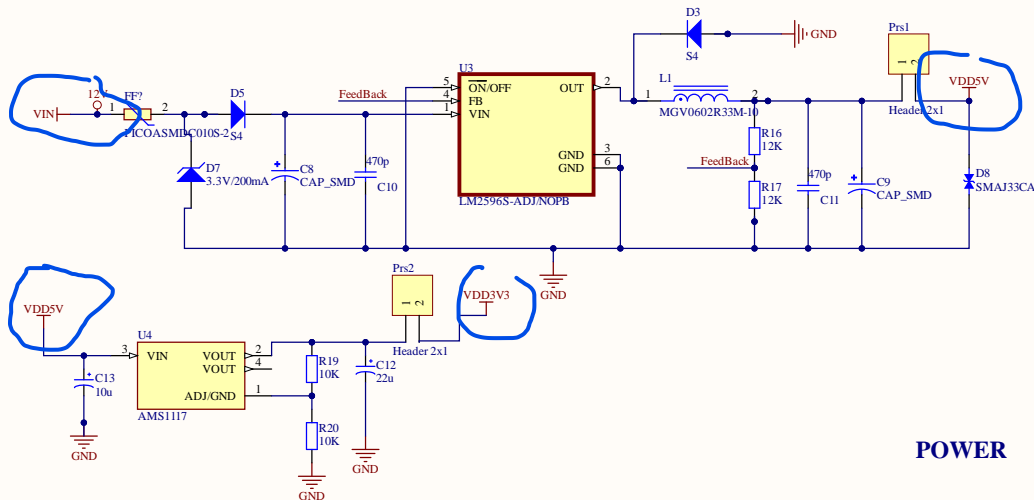 D3
S4
GND
Prs1
1
2
Header 2x1
VDD5V
12V
VIN
FF?
1
2
PICOASMDC010S-2
D5
S4
FeedBack
U3
5
ON/OFF
4
FB
1
VIN
OUT
2
GND
3
GND
6
LM2596S-ADJ/NOPB
L1
1
2
MGV0602R33M-10
R16
12K
FeedBack
R17
12K
D7
3.3V/200mA
C8
CAP_SMD
470p
C10
470p
C11
C9
CAP_SMD
D8
SMAJ33CA
GND
VDD5V
U4
3
VIN
VOUT
2
VOUT
4
ADJ/GND
1
AMS1117
C13
10u
GND
R19
10K
R20
10K
GND
C12
22u
GND
Prs2
1
2
Header 2x1
VDD3V3
POWER